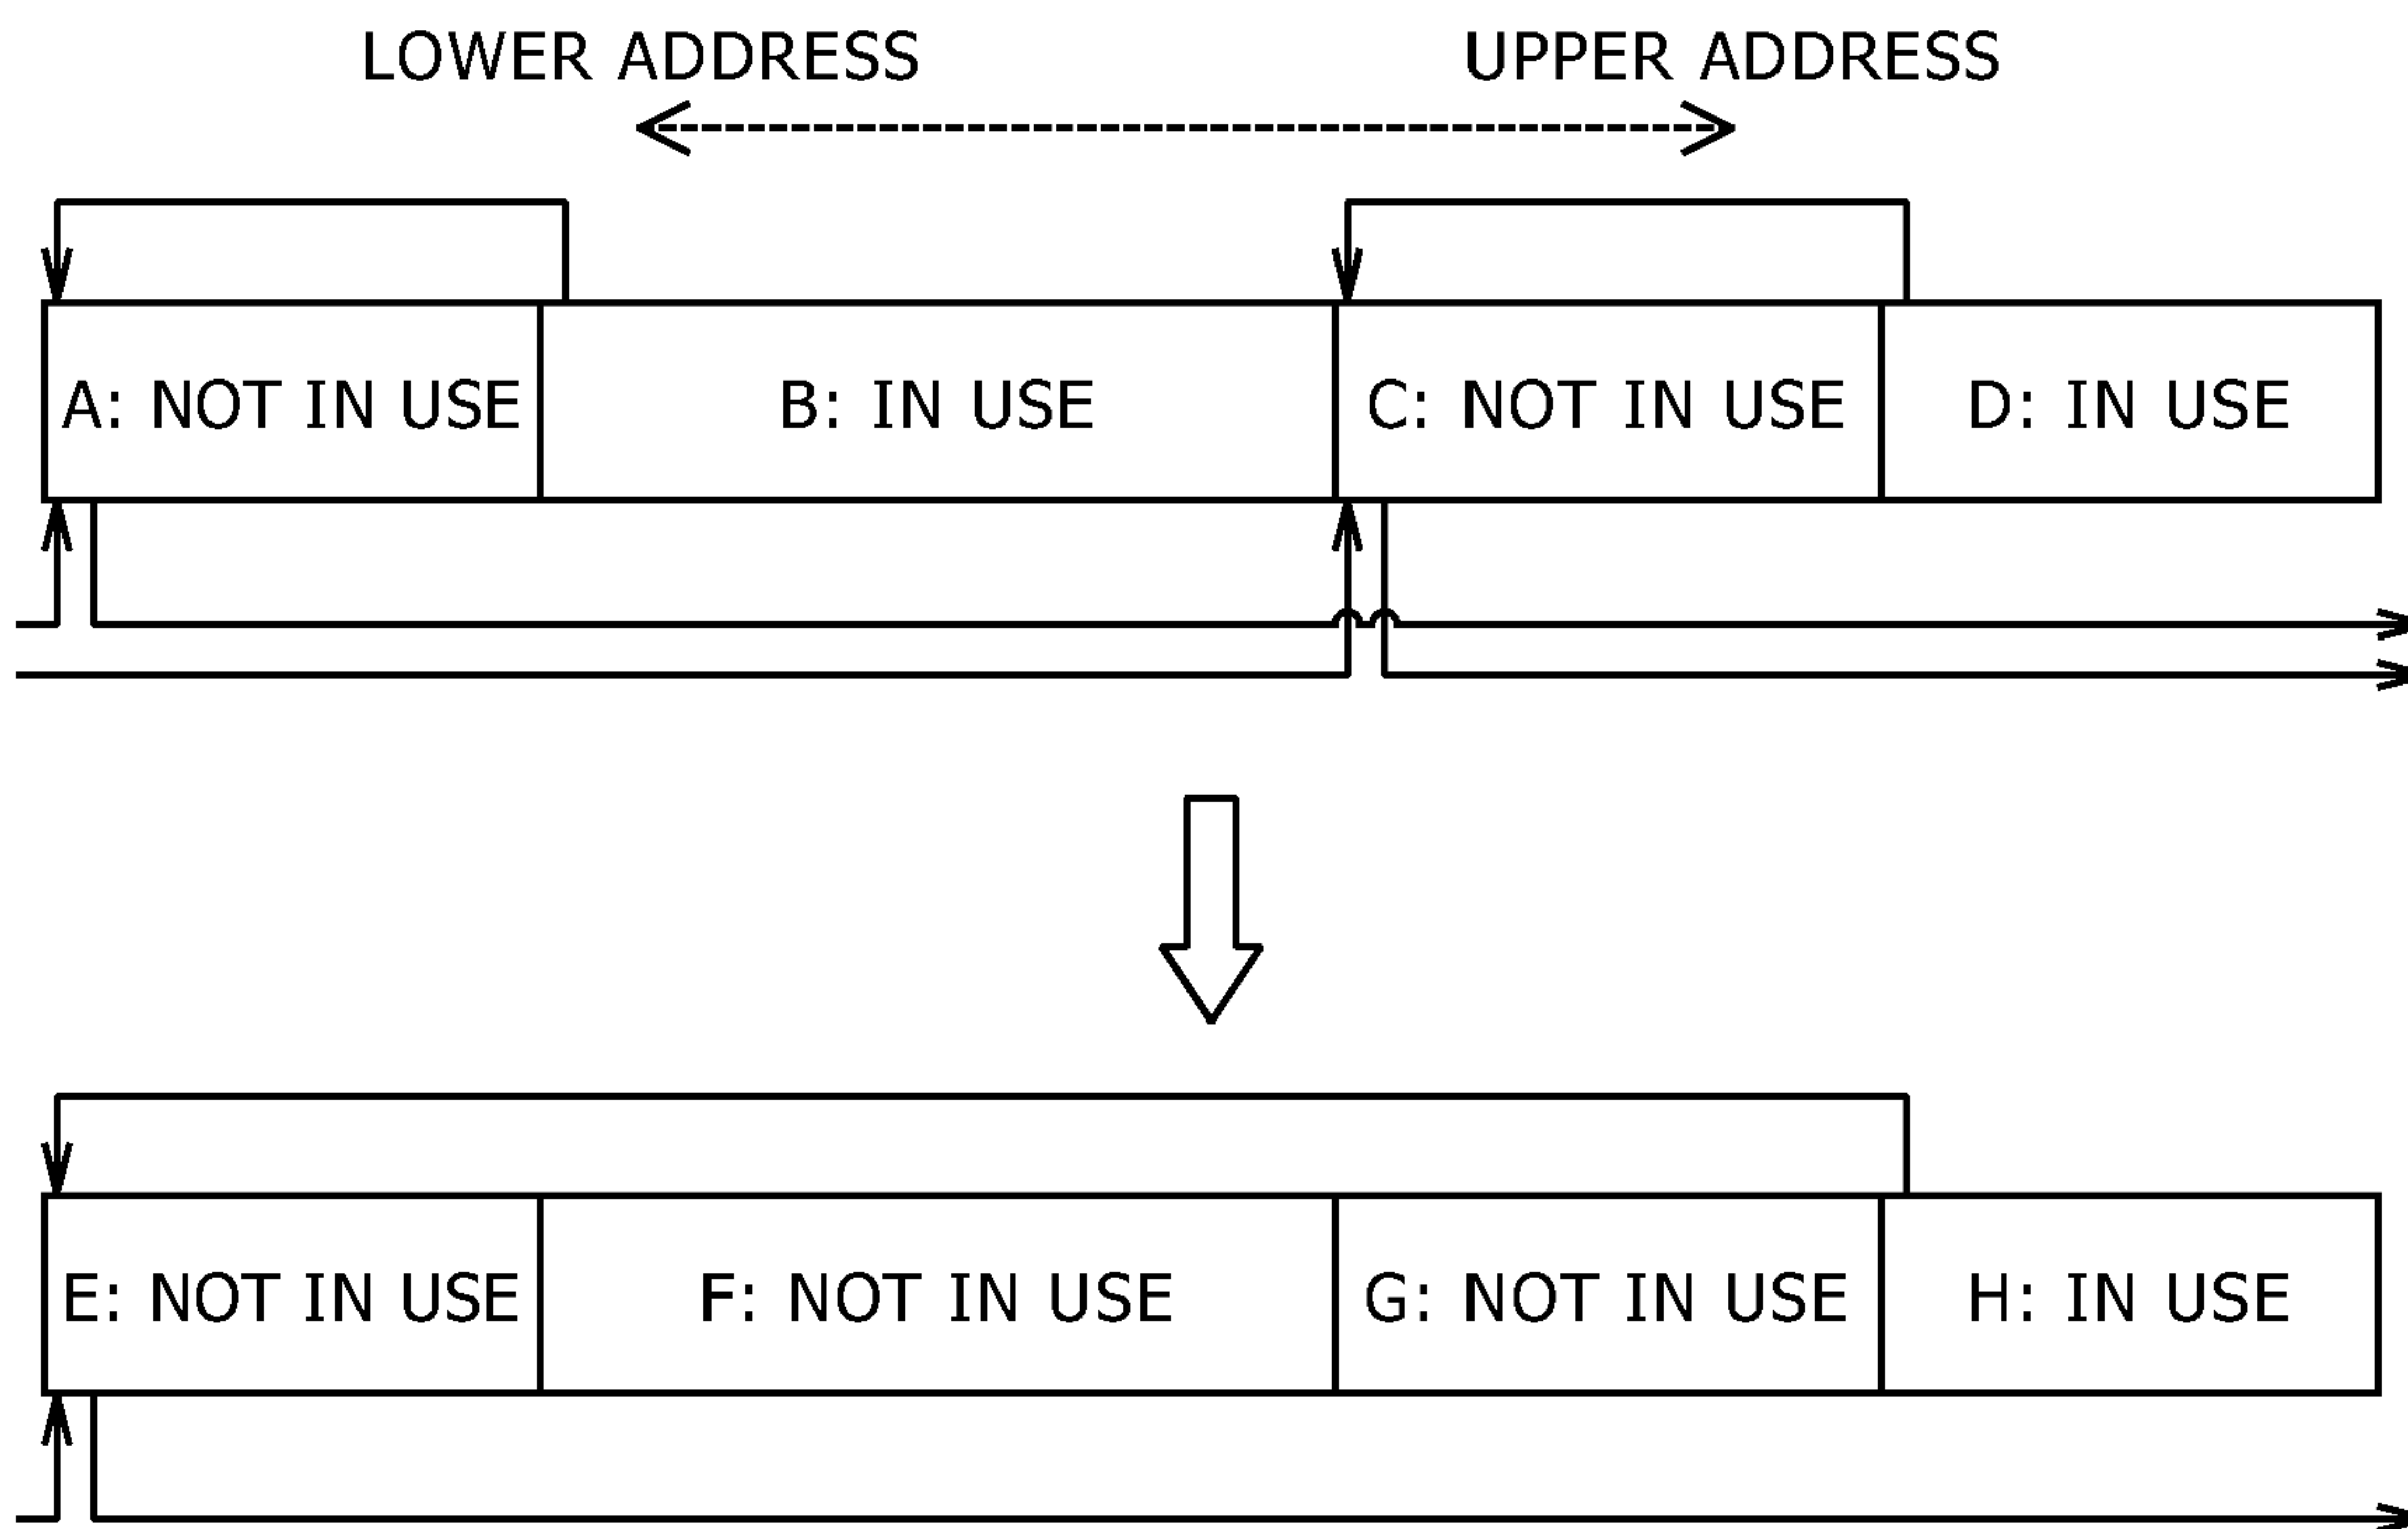 LOWER ADDRESS UPPER ADDRESS
A: NOT IN USE B: IN USE C: NOT IN USE D: IN USE
E: NOT IN USE F: NOT IN USE G: NOT IN USE H: IN USE